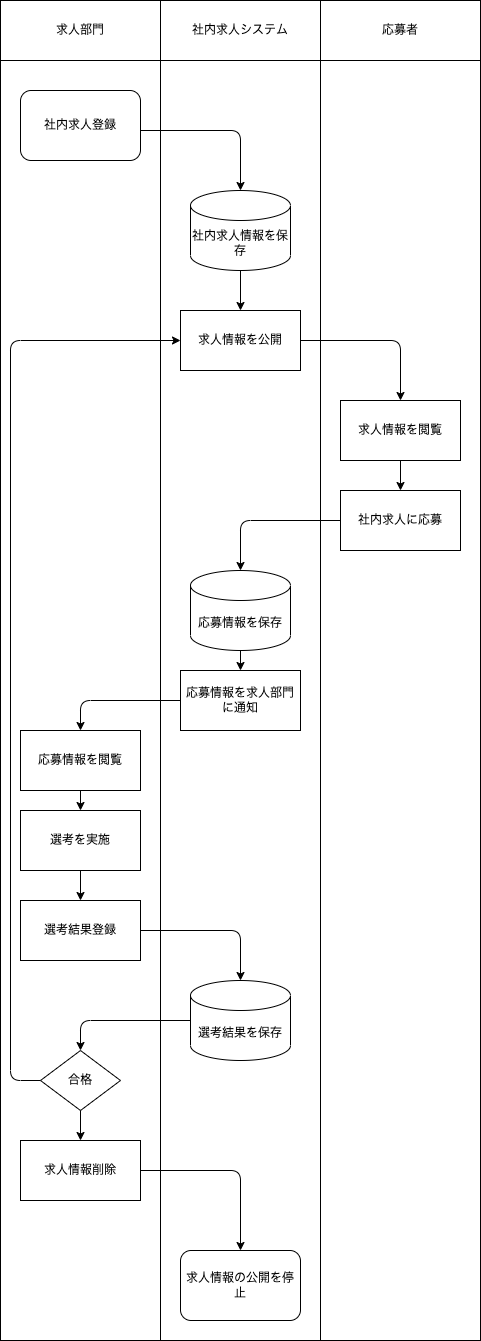 求人部門
社内求人システム
応募者
社内求人登録
社内求人情報を保
存
求人情報を公開
求人情報を閲覧
社内求人に応募
応募情報を保存
応募情報を求人部門
に通知
応募情報を閲覧
選考を実施
選考結果登録
選考結果を保存
合格
求人情報削除
求人情報の公開を停
止